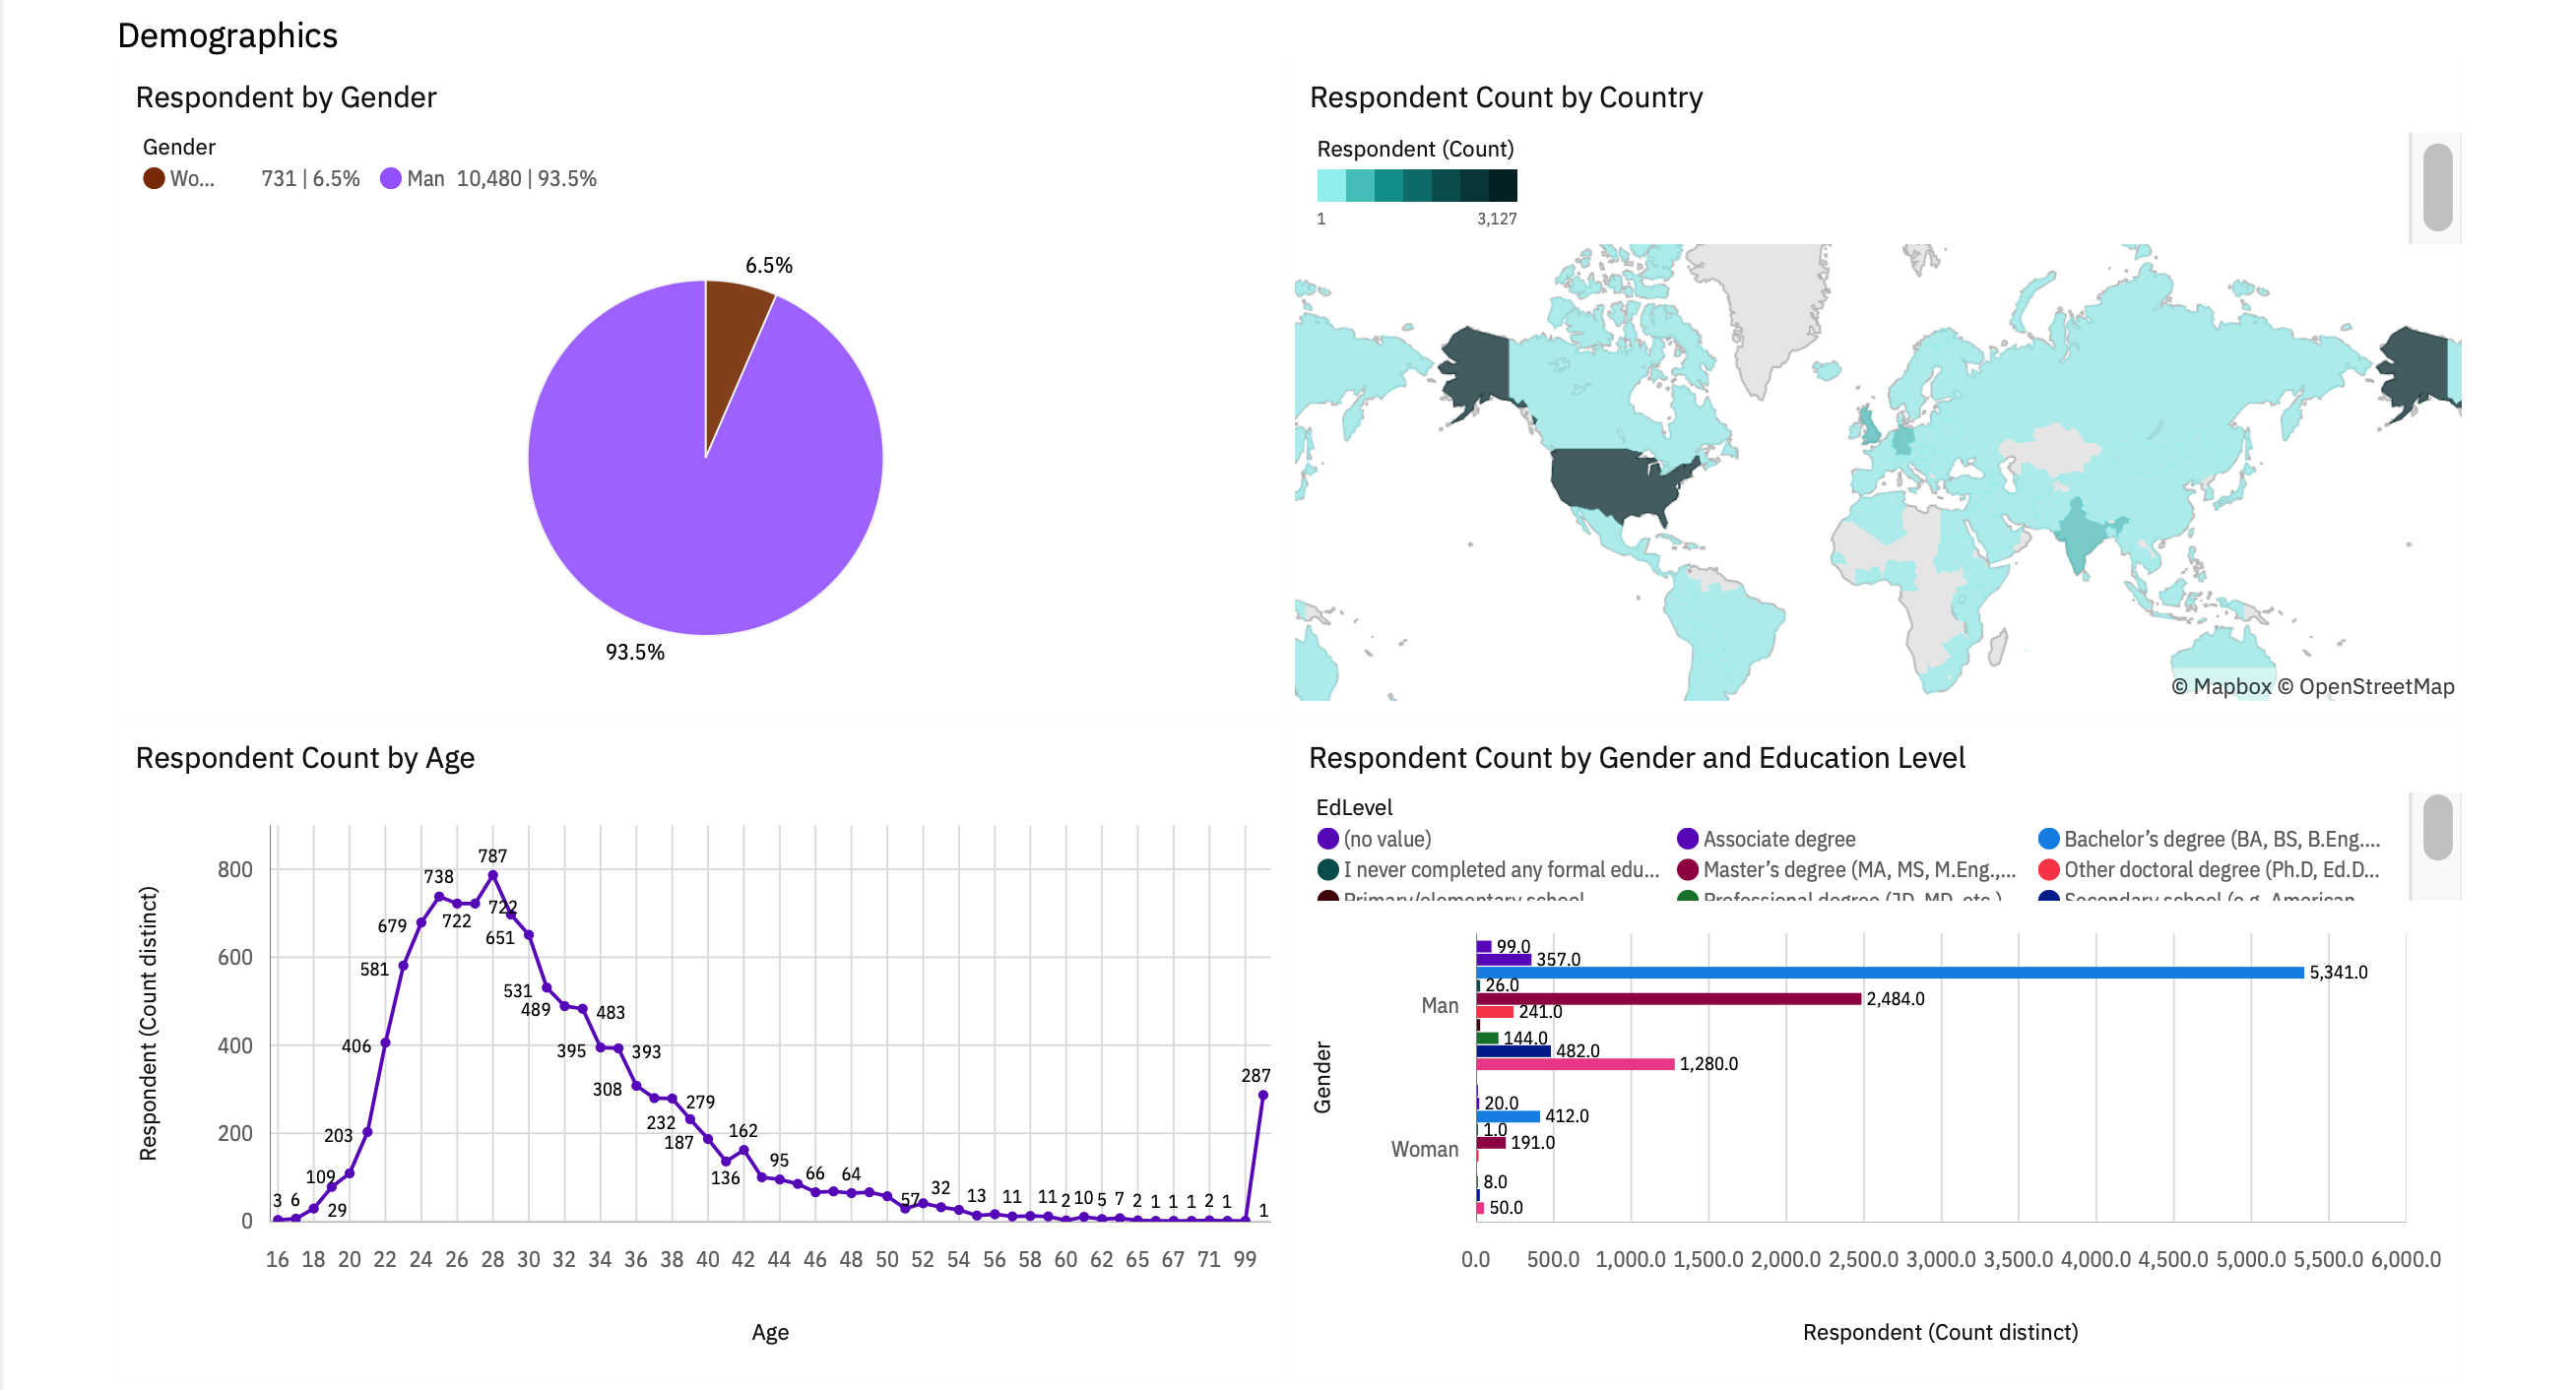 Demographics
Respondent by Gender
Gender
Wo... 731 | 6.5% Man 10,480 | 93.5%
6.5%
93.5%
Respondent Count by Country
Respondent (Count)
1 3,127
© Mapbox © OpenStreetMap
Respondent Count by Age
Respondent (Count distinct)
800
600
400
200
0
3 6 29 109 203 406 581 679 738 722 787 722 651 531 489 483 395 393 308 279 232 187 136 162 95 66 64 57 32 13 11 11 2 10 5 7 2 1 1 1 2 1 1 287
16 18 20 22 24 26 28 30 32 34 36 38 40 42 44 46 48 50 52 54 56 58 60 62 65 67 71 99
Age
Respondent Count by Gender and Education Level
EdLevel
(no value) Associate degree Bachelor’s degree (BA, BS, B.Eng....
I never completed any formal edu... Master’s degree (MA, MS, M.Eng.,... Other doctoral degree (Ph.D, Ed.D...
Primary/elementary school Professional degree (JD, MD, etc.) Secondary school (e.g. American
Gender
Man
99.0
357.0
5,341.0
26.0
2,484.0
241.0
144.0
482.0
1,280.0
Woman
20.0
412.0
1.0
191.0
8.0
50.0
0.0 500.0 1,000.0 1,500.0 2,000.0 2,500.0 3,000.0 3,500.0 4,000.0 4,500.0 5,000.0 5,500.0 6,000.0
Respondent (Count distinct)